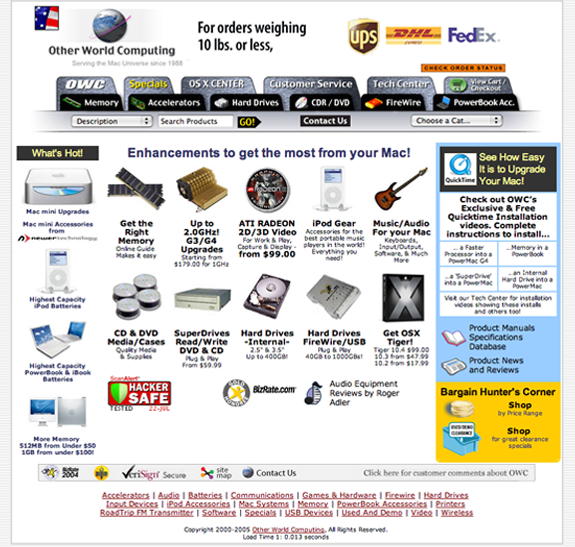 For orders weighing
10 lbs. or less,
Other World Computing
Serving the Mac Universe since 1988
ups
DHL
FedEx
CHECK ORDER STATUS
OWC
Specials
OS X CENTER
Customer Service
Tech Center
View Cart /
Checkout
Memory
Accelerators
Hard Drives
CDR / DVD
FireWire
PowerBook Acc.
Description
Search Products
GO!
Contact Us
Choose a Cat...
What's Hot!
Mac mini Upgrades
Mac mini Accessories
from
newertechnology
Highest Capacity
iPod Batteries
Highest Capacity
PowerBook & iBook
Batteries
More Memory
512MB from Under $50
1GB from under $100!
Enhancements to get the most from your Mac!
Get the
Right
Memory
Online Guide
Makes it easy
Up to
2.0GHz!
G3/G4
Upgrades
Starting from
$179.00 for 1GHz
ATI RADEON
2D/3D Video
For Work & Play,
Capture & Display -
from $99.00
iPod Gear
Accessories for the
best portable music
players in the world!
Everything you
need!
Music/Audio
For your Mac
Keyboards,
Input/Output,
Software, & Much
More
CD & DVD
Media/Cases
Quality Media
& Supplies
SuperDrives
Read/Write
DVD & CD
Plug & Play
From $59.99
Hard Drives
-Internal-
2.5" & 3.5"
Up to 400GB!
Hard Drives
FireWire/USB
Plug & Play
40GB to 1000GBs!
Get OSX
Tiger!
Tiger 10.4 $99.00
10.3 from $47.99
10.2 from $17.99
ScanAlert
HACKER
SAFE
TESTED 22-JUL
GOLD
HONOREE
BizRate.com
Audio Equipment
Reviews by Roger
Adler
QuickTime
See How Easy
It is to Upgrade
Your Mac!
Check out OWC's
Exclusive & Free
Quicktime Installation
videos. Complete
instructions to install...
...a Faster
Processor into a
PowerMac G4
...Memory in a
PowerBook
...a 'SuperDrive'
into a PowerMac
...an Internal
Hard Drive into a
PowerMac
Visit our Tech Center for installation
videos showing these installs
and others too!
Product Manuals
Specifications
Database
Product News
and Reviews
Bargain Hunter's Corner
Shop
by Price Range
USED/DEMO
CLEARANCE
Shop
for great clearance
specials
BizRate
2004
VeriSign Secure
site
map
Contact Us
Click here for customer comments about OWC
Accelerators | Audio | Batteries | Communications | Games & Hardware | Firewire | Hard Drives
Input Devices | iPod Accessories | Mac Systems | Memory | PowerBook Accessories | Printers
RoadTrip FM Transmitter | Software | Specials | USB Devices | Used And Demo | Video | Wireless
Copyright 2000-2005 Other World Computing, All Rights Reserved.
Load Time 1: 0.013 seconds